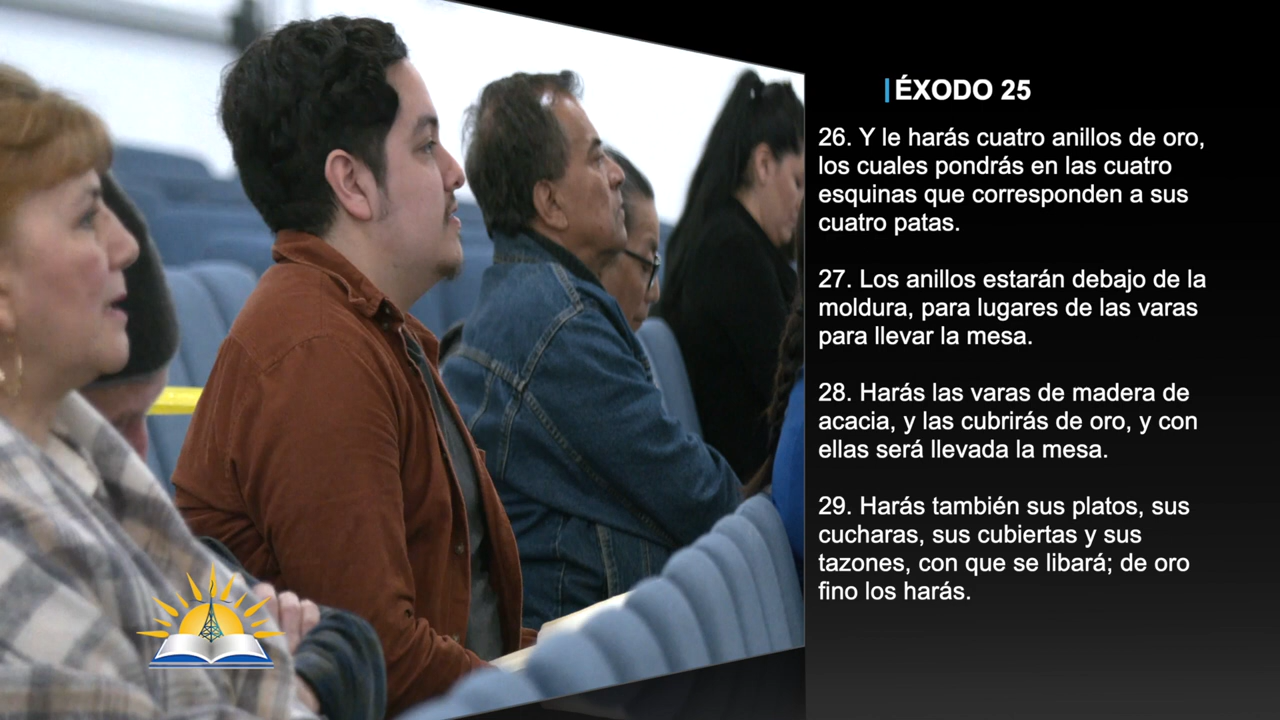 ÉXODO 25
26. Y le harás cuatro anillos de oro,
los cuales pondrás en las cuatro
esquinas que corresponden a sus
cuatro patas.
27. Los anillos estarán debajo de la
moldura, para lugares de las varas
para llevar la mesa.
28. Harás las varas de madera de
acacia, y las cubrirás de oro, y con
ellas será llevada la mesa.
29. Harás también sus platos, sus
cucharas, sus cubiertas y sus
tazones, con que se libará; de oro
fino los harás.